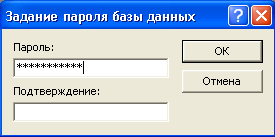 Задание пароля базы данных
Пароль:
***********
OK
Отмена
Подтверждение: